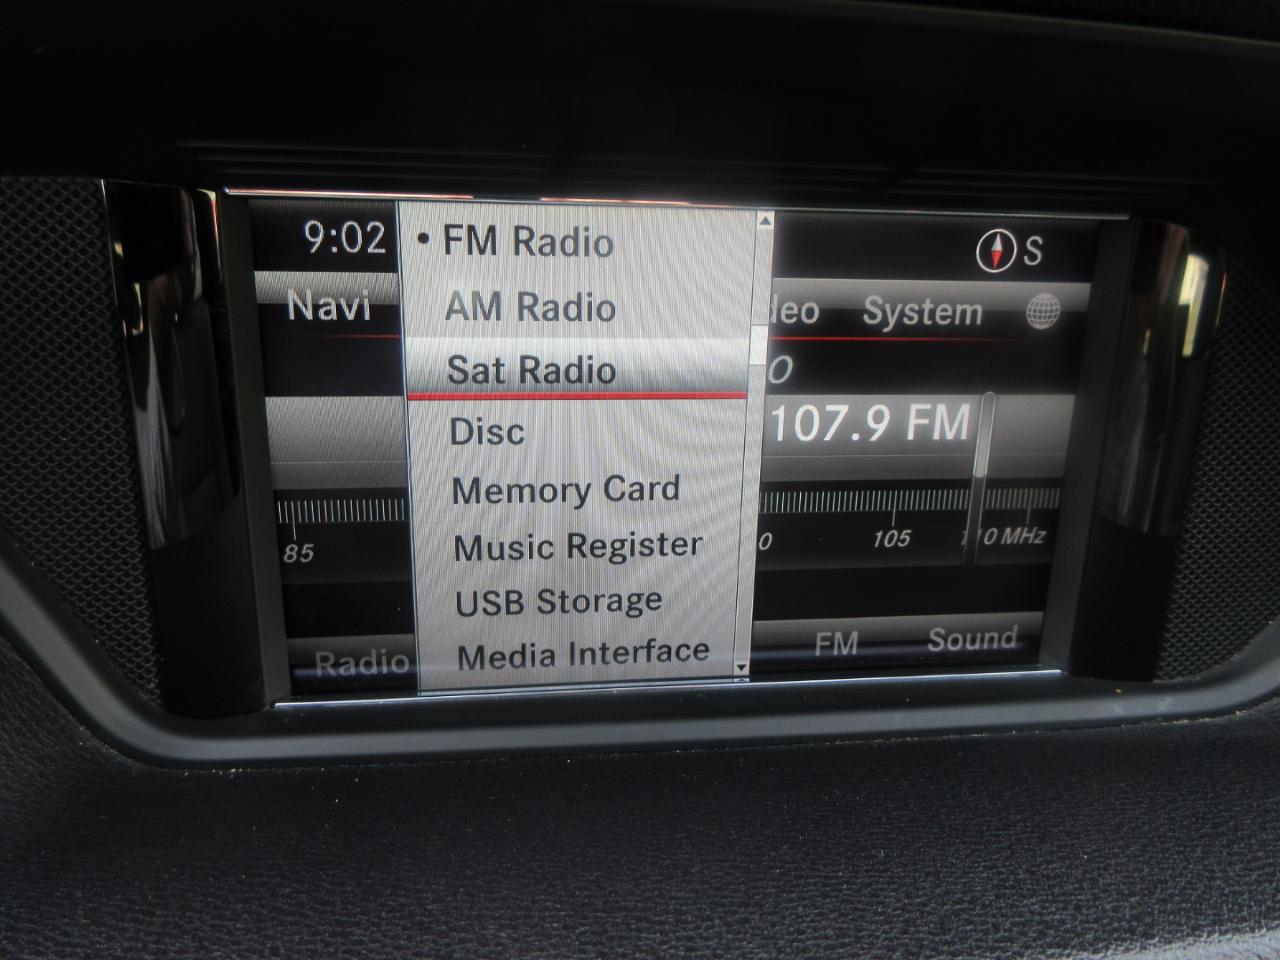 9:02
S
Navi
System
FM Radio
AM Radio
Sat Radio
Disc
Memory Card
Music Register
USB Storage
Media Interface
107.9 FM
85
105
MHz
Radio
FM
Sound